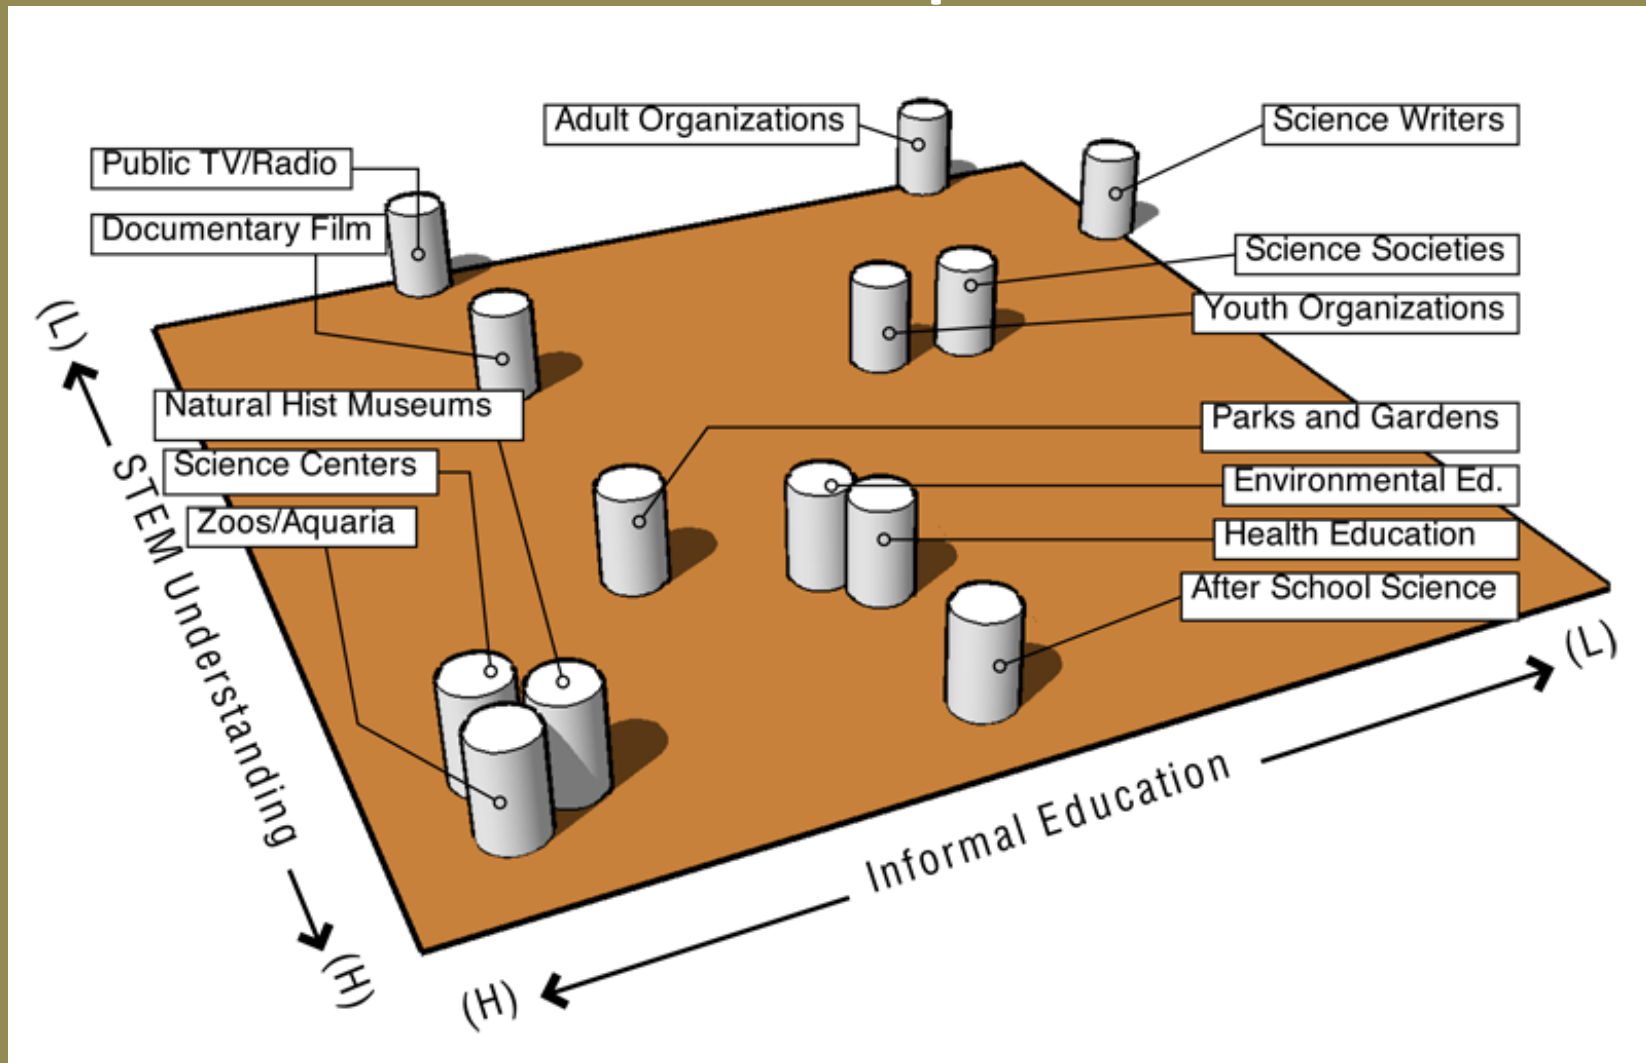 Adult Organizations
Science Writers
Public TV/Radio
Documentary Film
Science Societies
Youth Organizations
Natural Hist Museums
Parks and Gardens
Science Centers
Environmental Ed.
Zoos/Aquaria
Health Education
After School Science
(L)
STEM Understanding
(H)
(H)
Informal Education
(L)